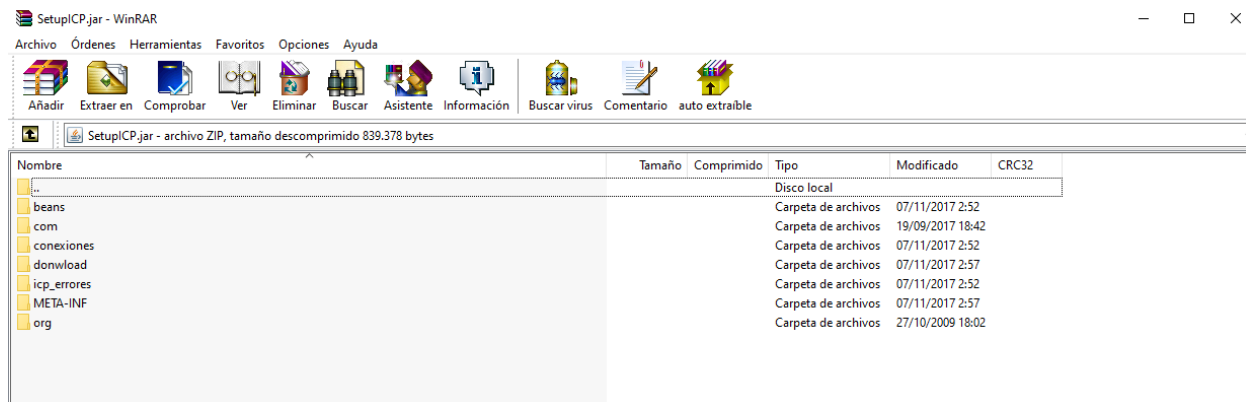 SetupICP.jar - WinRAR
Archivo Órdenes Herramientas Favoritos Opciones Ayuda
Añadir Extraer en Comprobar Ver Eliminar Buscar Asistente Información Buscar virus Comentario auto extraíble
SetupICP.jar - archivo ZIP, tamaño descomprimido 839.378 bytes
Nombre Tamaño Comprimido Tipo Modificado CRC32
.. Disco local
beans Carpeta de archivos 07/11/2017 2:52
com Carpeta de archivos 19/09/2017 18:42
conexiones Carpeta de archivos 07/11/2017 2:52
donwload Carpeta de archivos 07/11/2017 2:57
icp_errores Carpeta de archivos 07/11/2017 2:52
META-INF Carpeta de archivos 07/11/2017 2:57
org Carpeta de archivos 27/10/2009 18:02